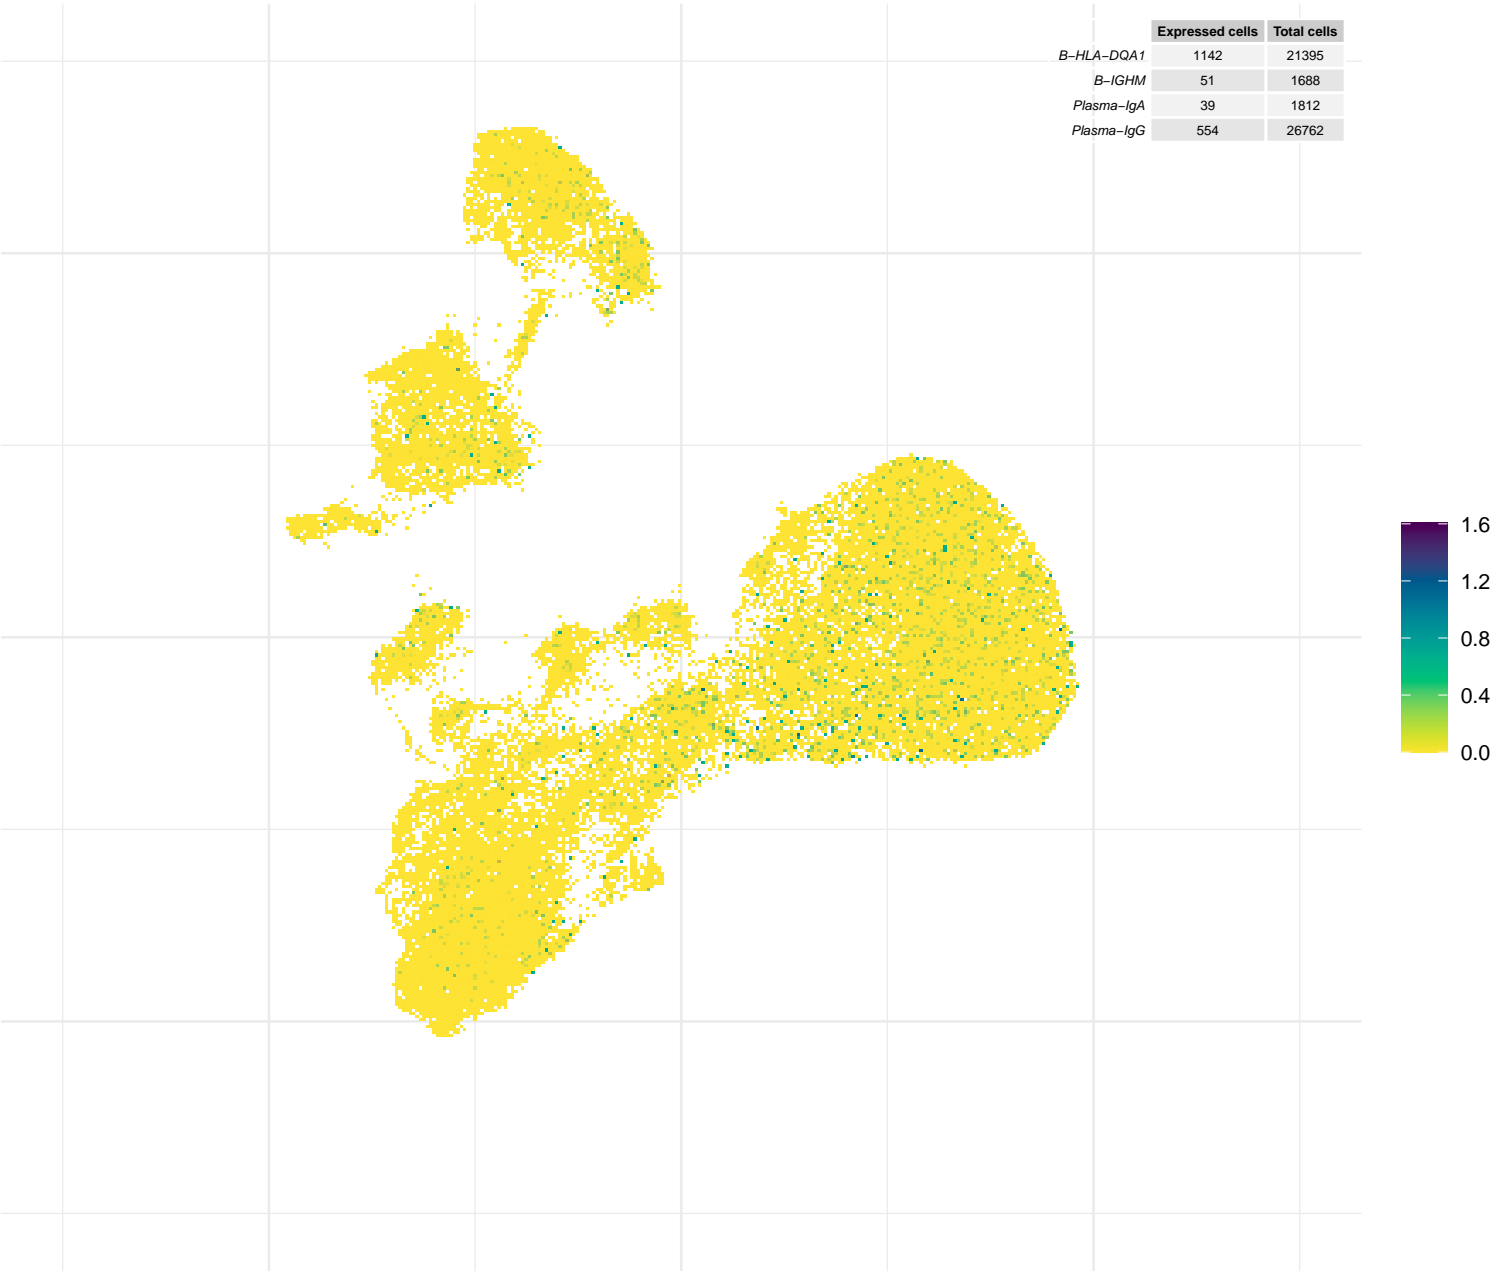 Expressed cells Total cells
B−HLA−DQA1 1142 21395
B−IGHM 51 1688
Plasma−IgA 39 1812
Plasma−IgG 554 26762
1.6
1.2
0.8
0.4
0.0